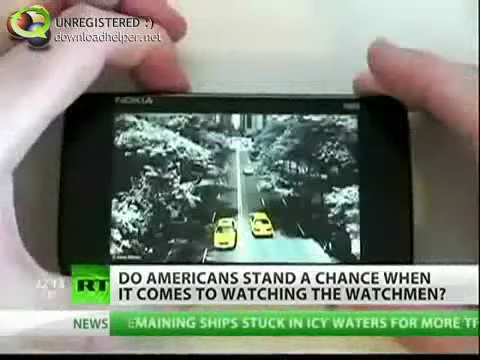 UNREGISTERED :)
downloadhelper.net
NOKIA
RT
DO AMERICANS STAND A CHANCE WHEN
IT COMES TO WATCHING THE WATCHMEN?
NEWS
EMAINING SHIPS STUCK IN ICY WATERS FOR MORE T